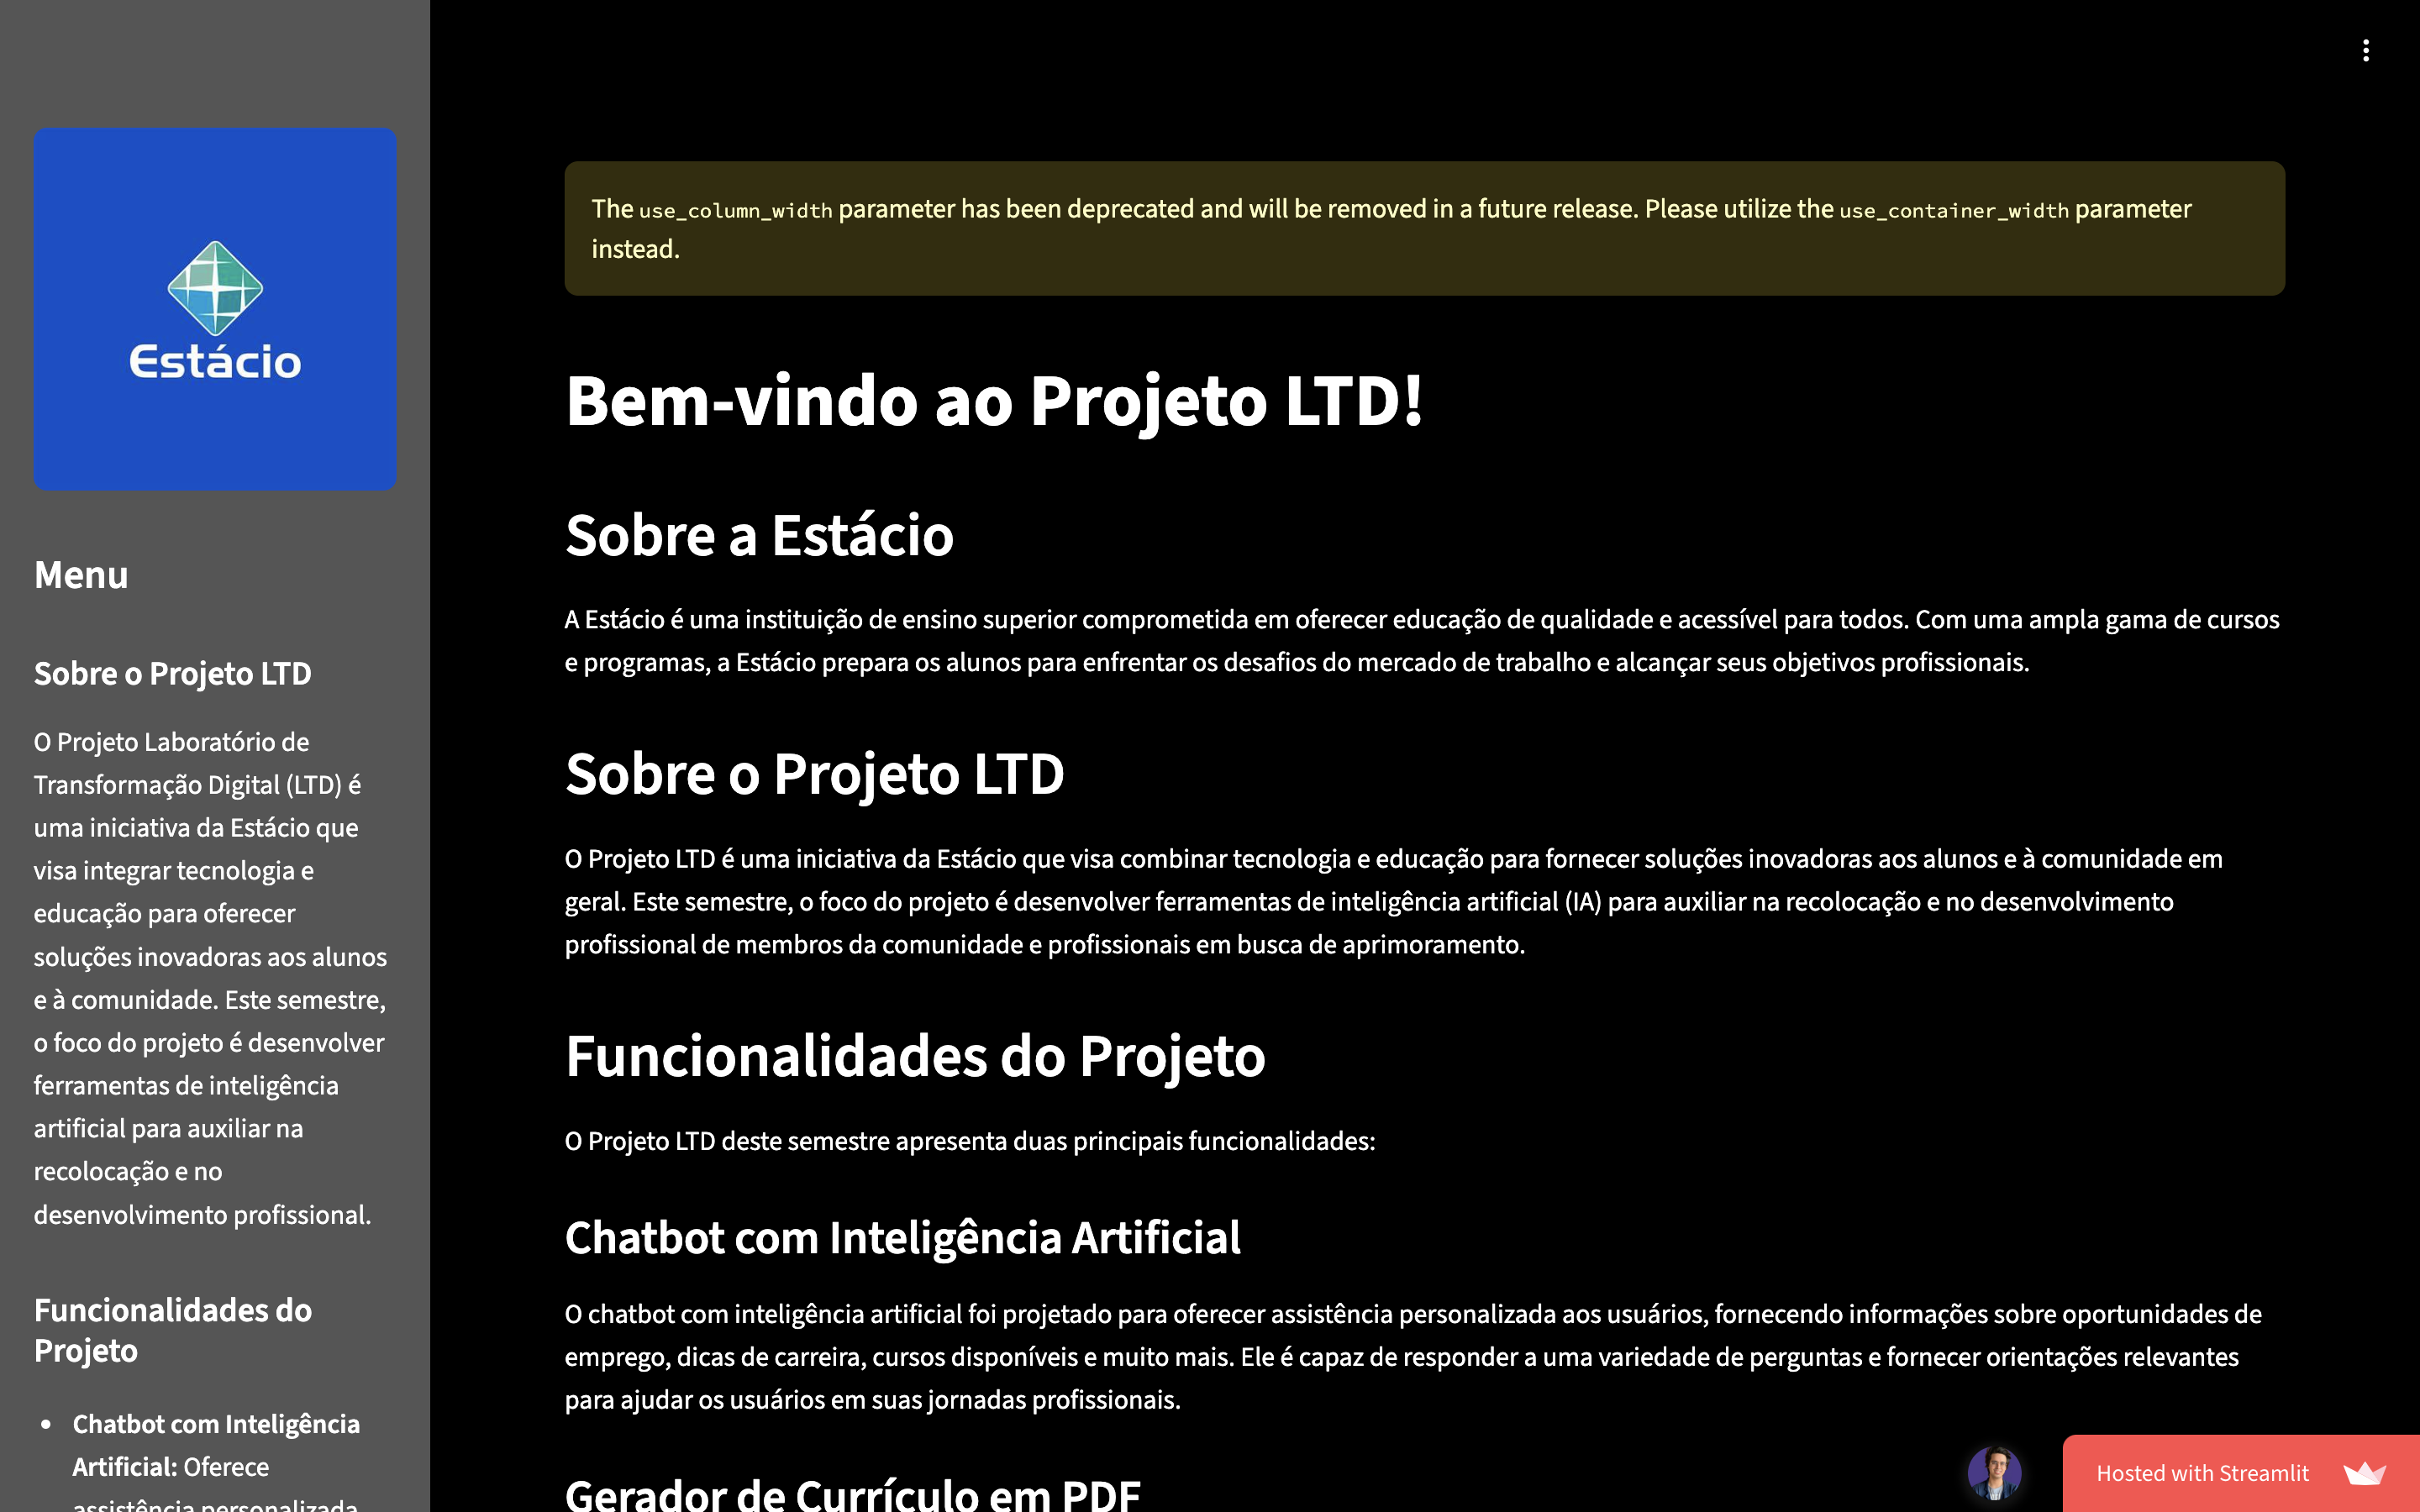 Estácio
Menu
Sobre o Projeto LTD
O Projeto Laboratório de
Transformação Digital (LTD) é
uma iniciativa da Estácio que
visa integrar tecnologia e
educação para oferecer
soluções inovadoras aos alunos
e à comunidade. Este semestre,
o foco do projeto é desenvolver
ferramentas de inteligência
artificial para auxiliar na
recolocação e no
desenvolvimento profissional.
Funcionalidades do
Projeto
• Chatbot com Inteligência
Artificial: Oferece
assistência personalizada
The use_column_width parameter has been deprecated and will be removed in a future release. Please utilize the use_container_width parameter
instead.
Bem-vindo ao Projeto LTD!
Sobre a Estácio
A Estácio é uma instituição de ensino superior comprometida em oferecer educação de qualidade e acessível para todos. Com uma ampla gama de cursos
e programas, a Estácio prepara os alunos para enfrentar os desafios do mercado de trabalho e alcançar seus objetivos profissionais.
Sobre o Projeto LTD
O Projeto LTD é uma iniciativa da Estácio que visa combinar tecnologia e educação para fornecer soluções inovadoras aos alunos e à comunidade em
geral. Este semestre, o foco do projeto é desenvolver ferramentas de inteligência artificial (IA) para auxiliar na recolocação e no desenvolvimento
profissional de membros da comunidade e profissionais em busca de aprimoramento.
Funcionalidades do Projeto
O Projeto LTD deste semestre apresenta duas principais funcionalidades:
Chatbot com Inteligência Artificial
O chatbot com inteligência artificial foi projetado para oferecer assistência personalizada aos usuários, fornecendo informações sobre oportunidades de
emprego, dicas de carreira, cursos disponíveis e muito mais. Ele é capaz de responder a uma variedade de perguntas e fornecer orientações relevantes
para ajudar os usuários em suas jornadas profissionais.
Gerador de Currículo em PDF
Hosted with Streamlit